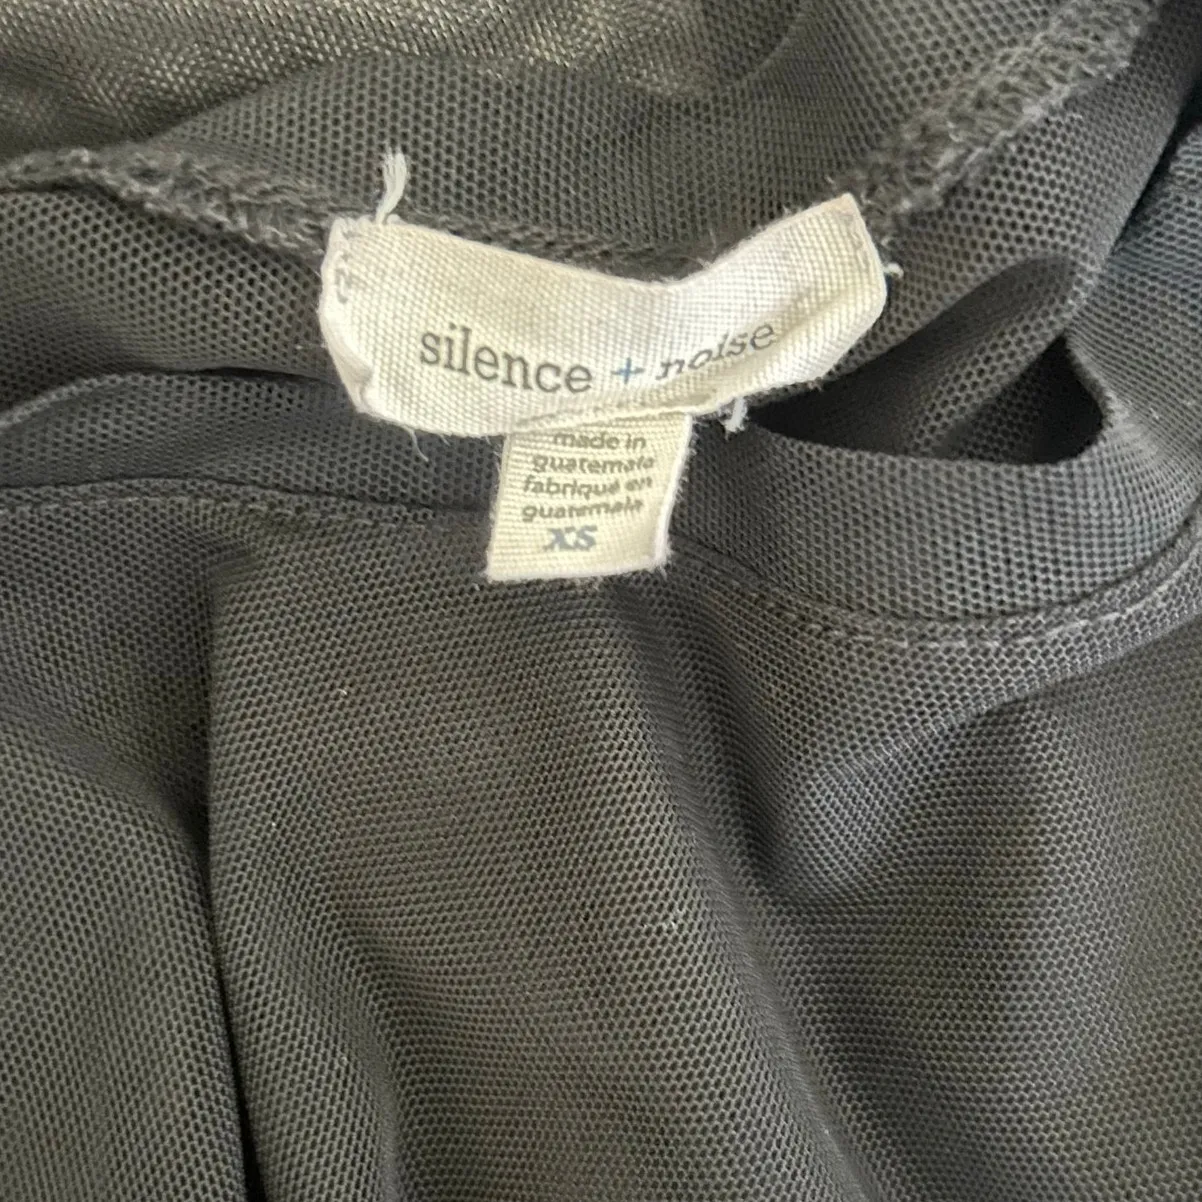 silence + noise
made in
guatemala
fabriqué en
guatemala
XS